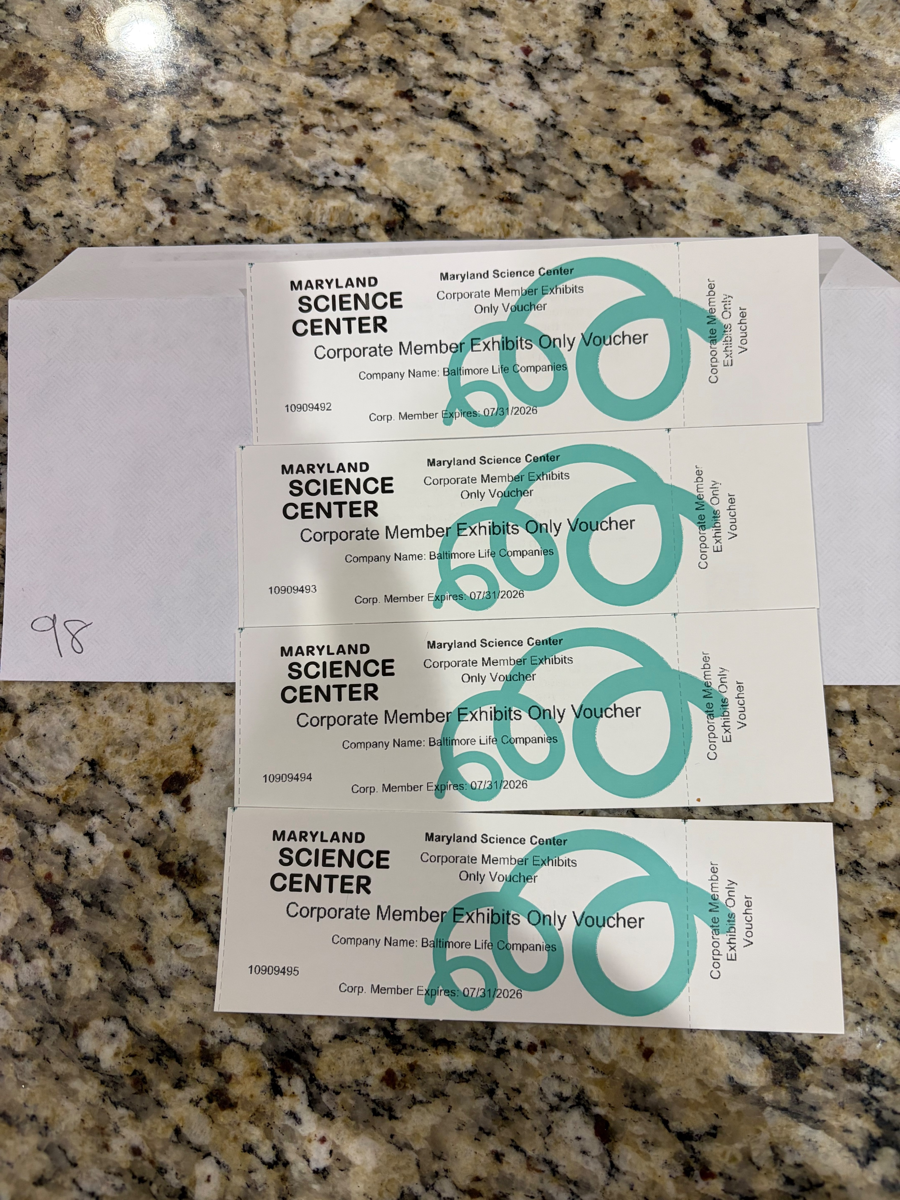 MARYLAND
SCIENCE
CENTER
Maryland Science Center
Corporate Member Exhibits
Only Voucher
Corporate Member Exhibits Only Voucher
Company Name: Baltimore Life Companies
10909492
Corp. Member Expires: 07/31/2026
Corporate Member
Exhibits Only
Voucher
MARYLAND
SCIENCE
CENTER
Maryland Science Center
Corporate Member Exhibits
Only Voucher
Corporate Member Exhibits Only Voucher
Company Name: Baltimore Life Companies
10909493
Corp. Member Expires: 07/31/2026
Corporate Member
Exhibits Only
Voucher
98
MARYLAND
SCIENCE
CENTER
Maryland Science Center
Corporate Member Exhibits
Only Voucher
Corporate Member Exhibits Only Voucher
Company Name: Baltimore Life Companies
10909494
Corp. Member Expires: 07/31/2026
Corporate Member
Exhibits Only
Voucher
MARYLAND
SCIENCE
CENTER
Maryland Science Center
Corporate Member Exhibits
Only Voucher
Corporate Member Exhibits Only Voucher
Company Name: Baltimore Life Companies
10909495
Corp. Member Expires: 07/31/2026
Corporate Member
Exhibits Only
Voucher